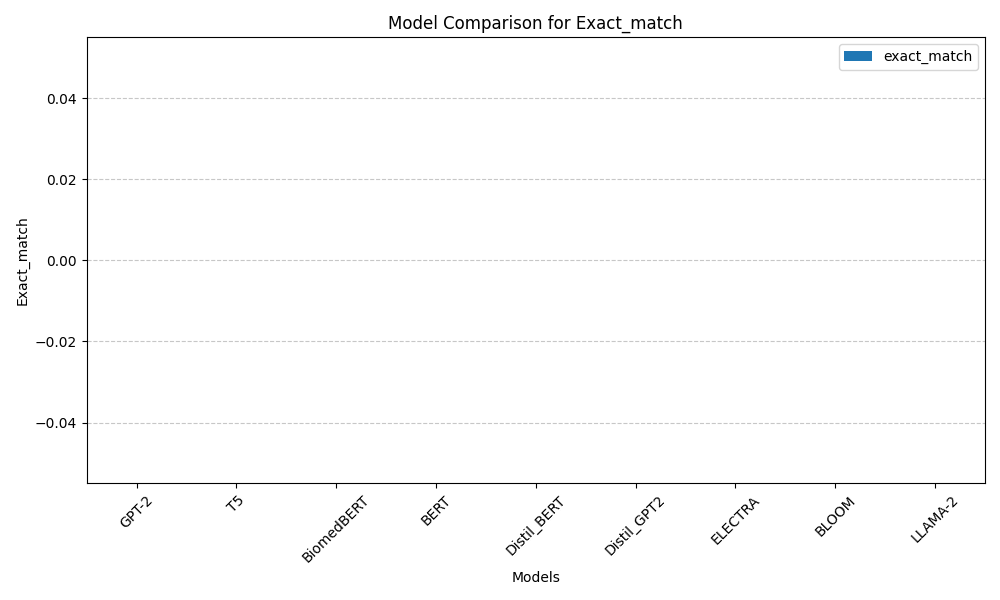 Model Comparison for Exact_match
exact_match
0.04
0.02
0.00
−0.02
−0.04
Exact_match
GPT-2
T5
BiomedBERT
BERT
Distil_BERT
Distil_GPT2
ELECTRA
BLOOM
LLAMA-2
Models